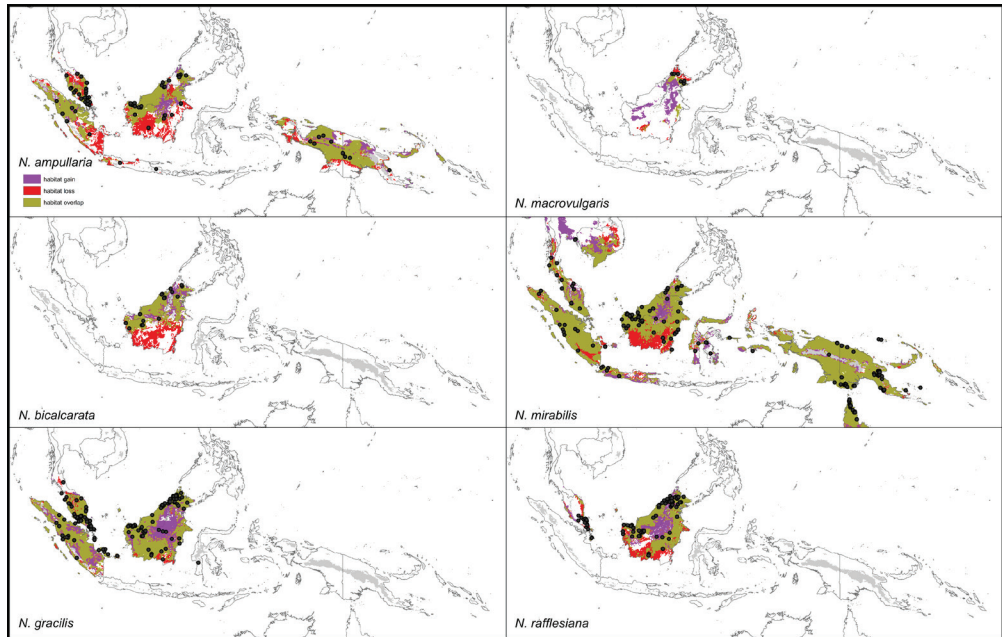 N. ampullaria
habitat gain
habitat loss
habitat overlap
N. macrovulgaris
N. bicalcarata
N. mirabilis
N. gracilis
N. rafflesiana